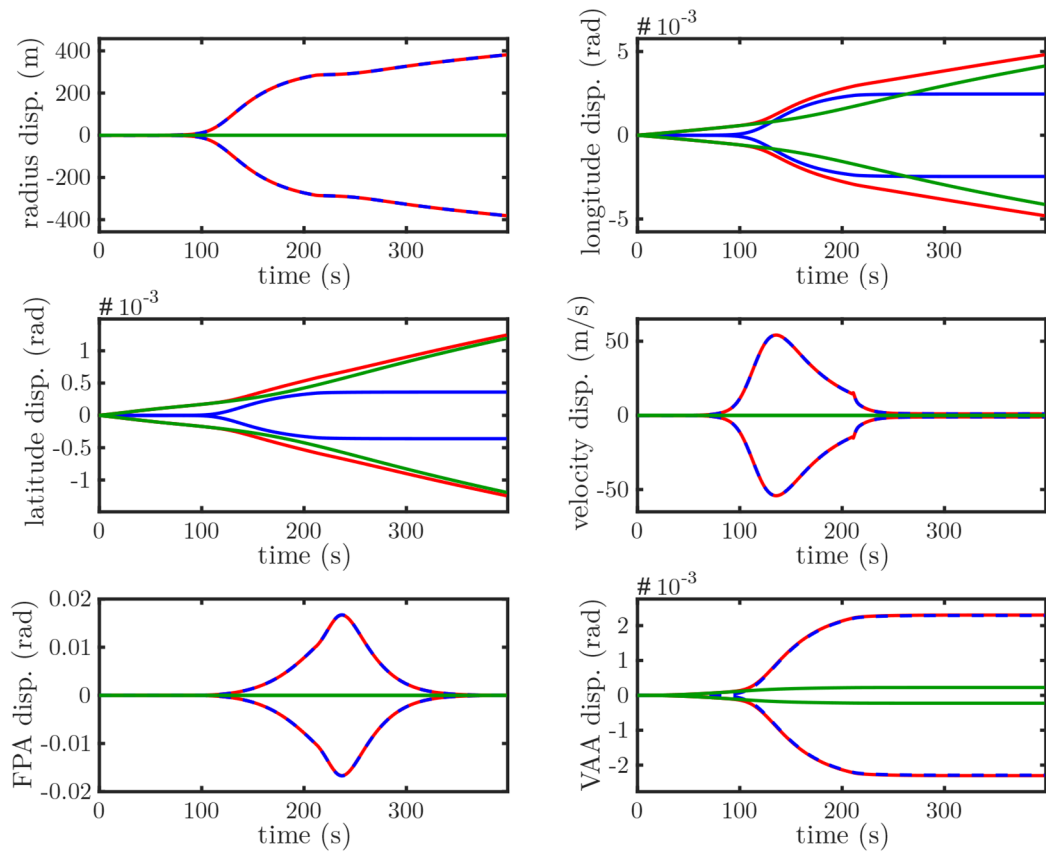 radius disp. (m)
400
200
0
-200
-400
0 100 200 300
time (s)
# 10-3
longitude disp. (rad)
5
0
-5
0 100 200 300
time (s)
# 10-3
latitude disp. (rad)
1
0.5
0
-0.5
-1
0 100 200 300
time (s)
velocity disp. (m/s)
50
0
-50
0 100 200 300
time (s)
FPA disp. (rad)
0.02
0.01
0
-0.01
-0.02
0 100 200 300
time (s)
# 10-3
VAA disp. (rad)
2
1
0
-1
-2
0 100 200 300
time (s)